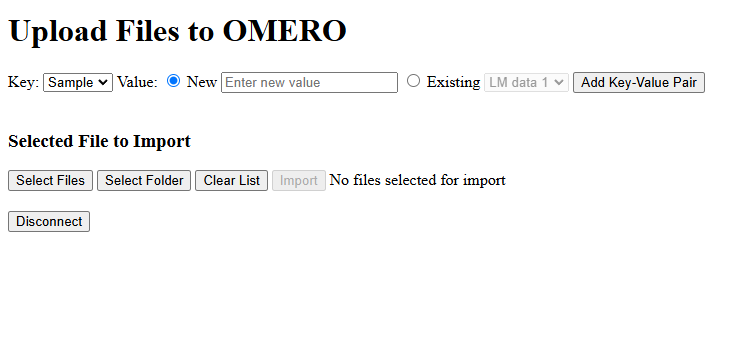 Upload Files to OMERO
Key: Sample Value: New Enter new value Existing LM data 1 Add Key-Value Pair
Selected File to Import
Select Files Select Folder Clear List Import No files selected for import
Disconnect